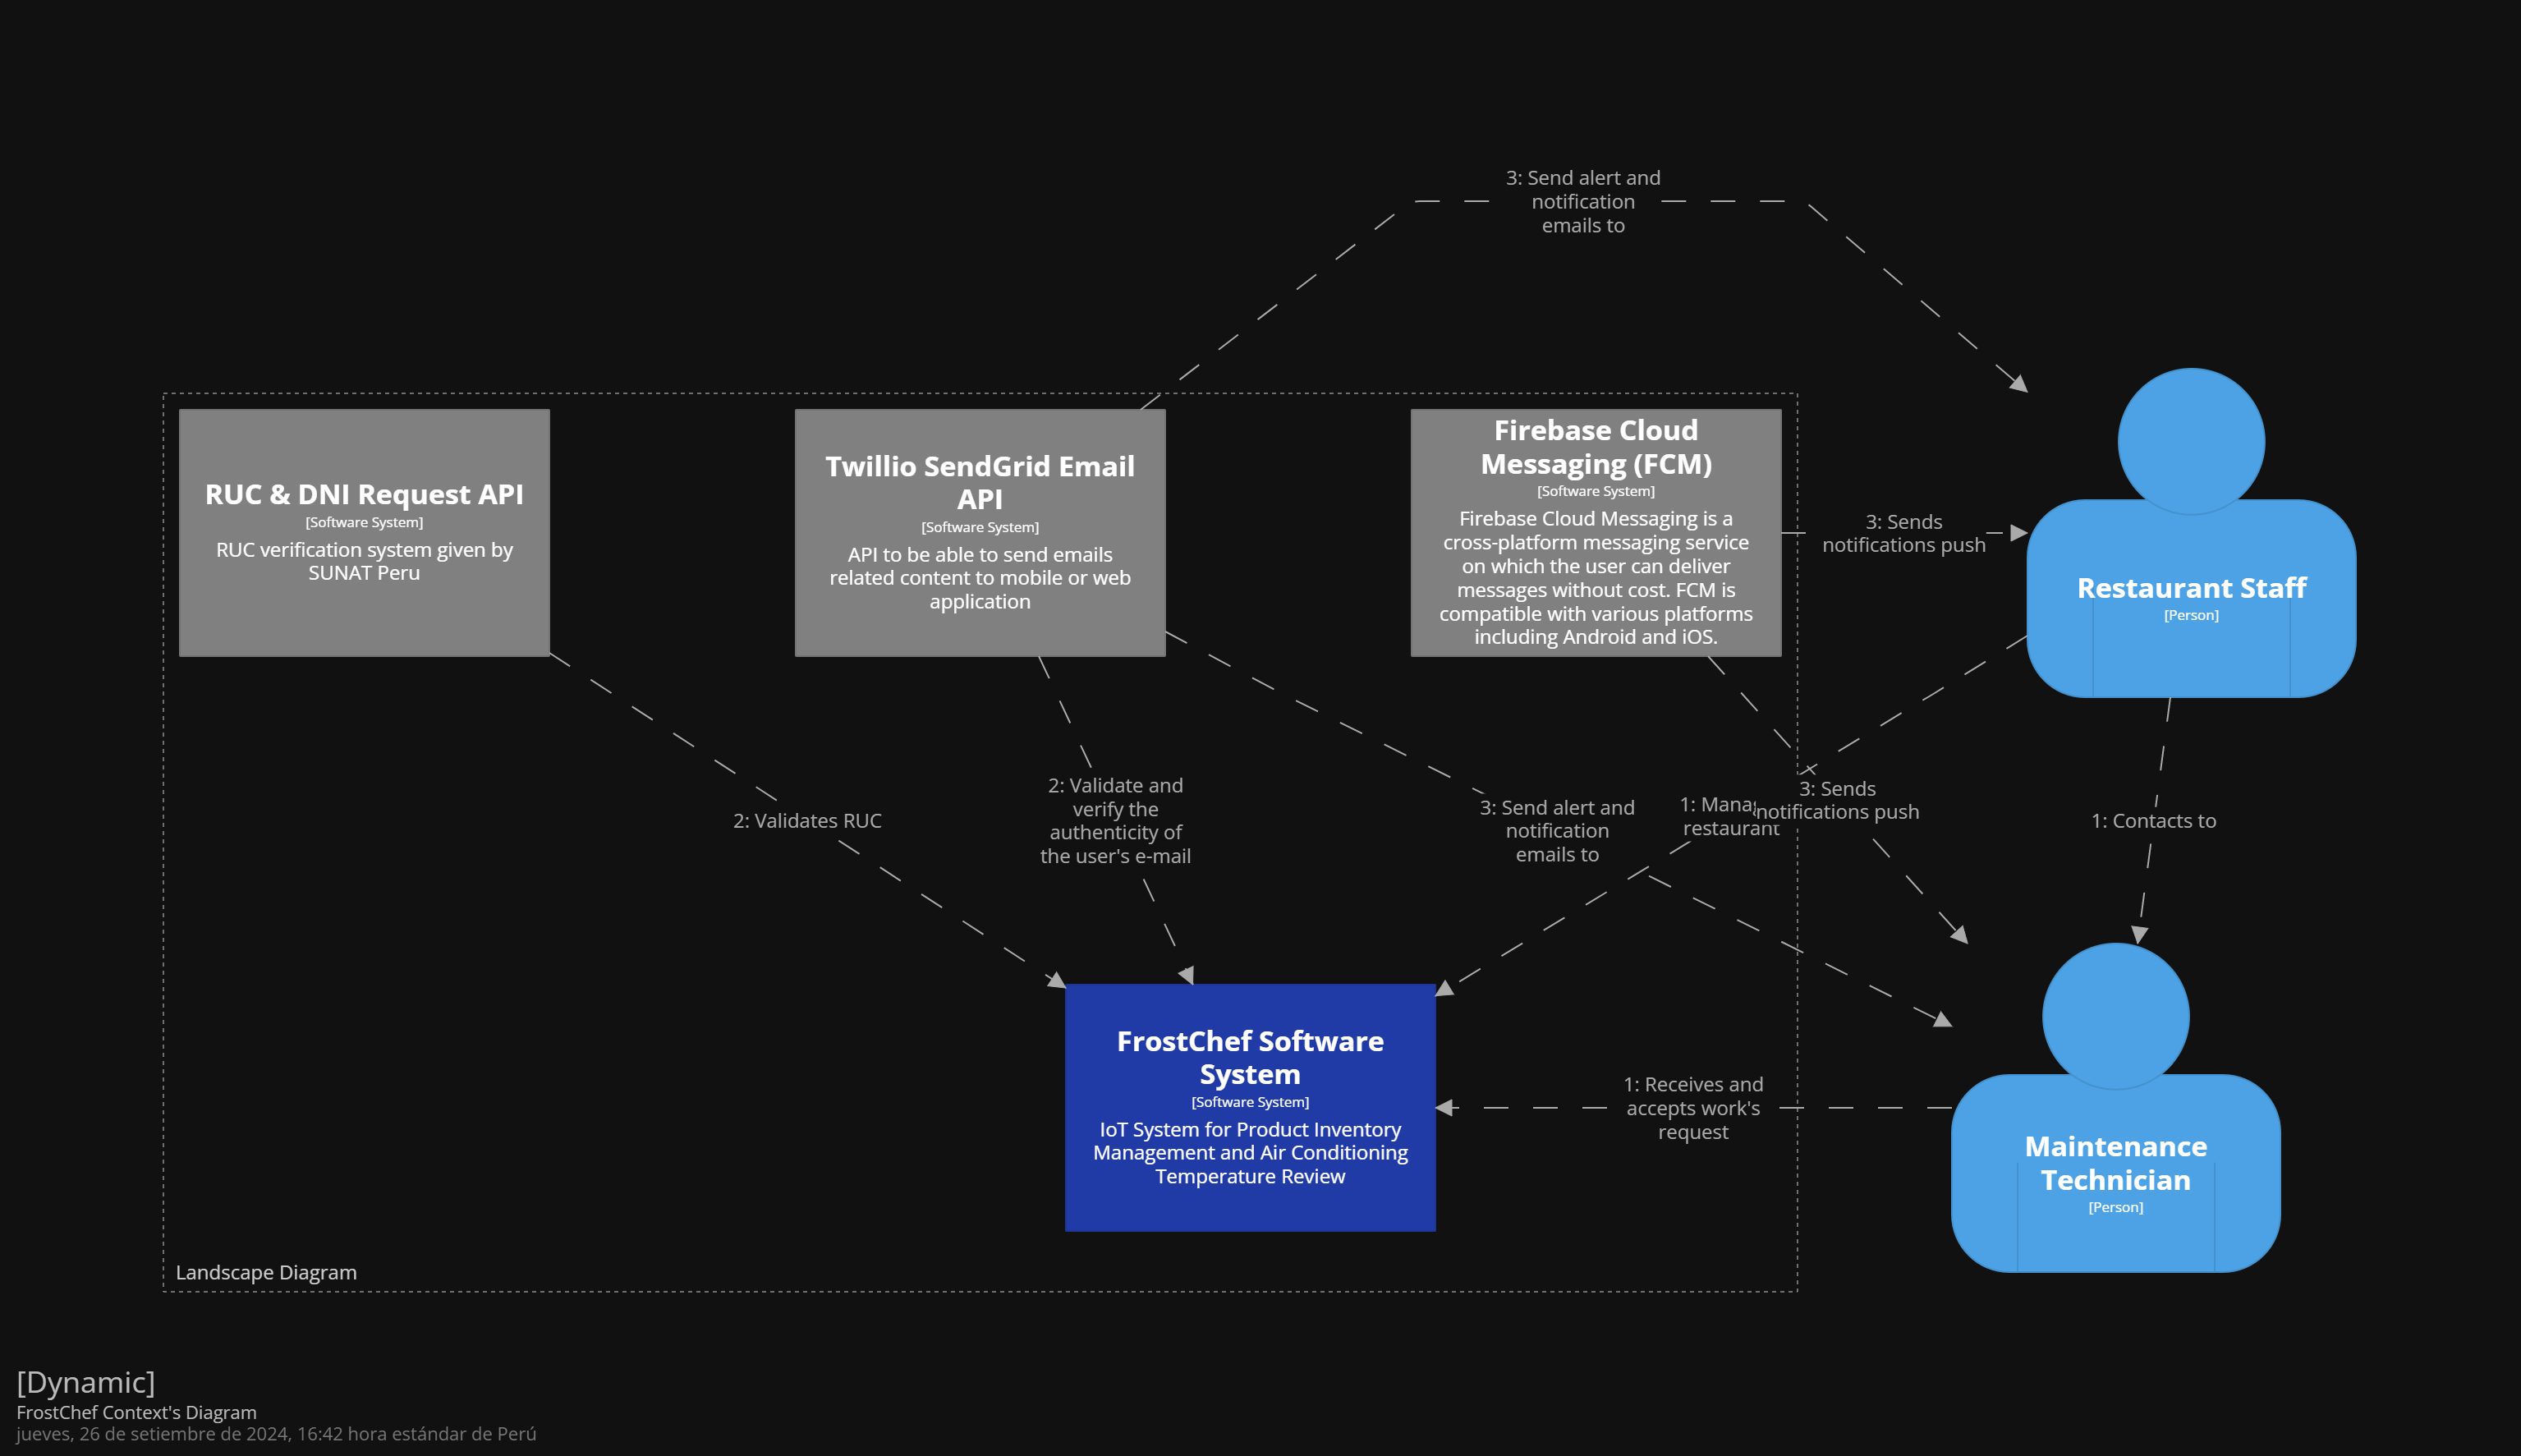 3: Send alert and
notification
emails to
RUC & DNI Request API
[Software System]
RUC verification system given by
SUNAT Peru
Twillio SendGrid Email
API
[Software System]
API to be able to send emails
related content to mobile or web
application
Firebase Cloud
Messaging (FCM)
[Software System]
Firebase Cloud Messaging is a
cross-platform messaging service
on which the user can deliver
messages without cost. FCM is
compatible with various platforms
including Android and iOS.
3: Sends
notifications push
Restaurant Staff
[Person]
2: Validates RUC
2: Validate and
verify the
authenticity of
the user's e-mail
3: Send alert and
notification
emails to
1:
restaurant
3: Sends
notifications push
1: Contacts to
FrostChef Software
System
[Software System]
IoT System for Product Inventory
Management and Air Conditioning
Temperature Review
1: Receives and
accepts work's
request
Maintenance
Technician
[Person]
Landscape Diagram
[Dynamic]
FrostChef Context's Diagram
jueves, 26 de setiembre de 2024, 16:42 hora estándar de Perú